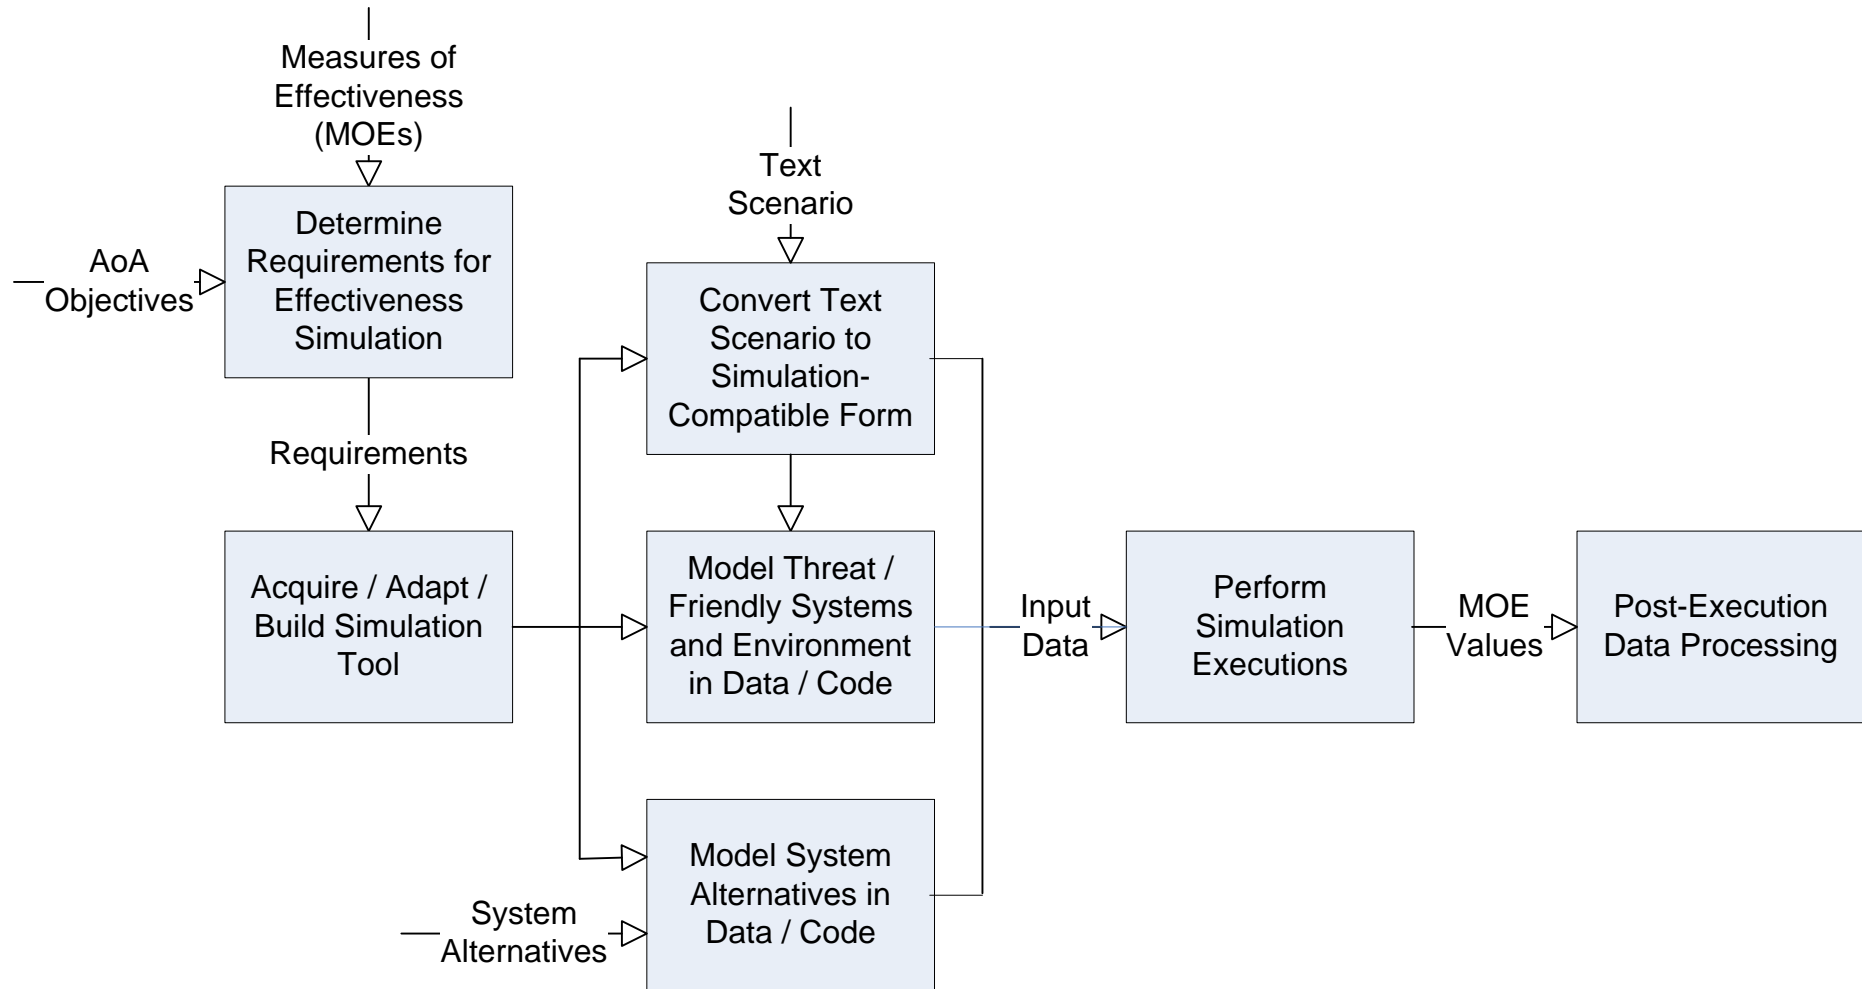 Measures of
Effectiveness
(MOEs)
AoA
Objectives
Determine
Requirements for
Effectiveness
Simulation
Requirements
Acquire / Adapt /
Build Simulation
Tool
Text
Scenario
Convert Text
Scenario to
Simulation-
Compatible Form
Model Threat /
Friendly Systems
and Environment
in Data / Code
System
Alternatives
Model System
Alternatives in
Data / Code
Input
Data
Perform
Simulation
Executions
MOE
Values
Post-Execution
Data Processing